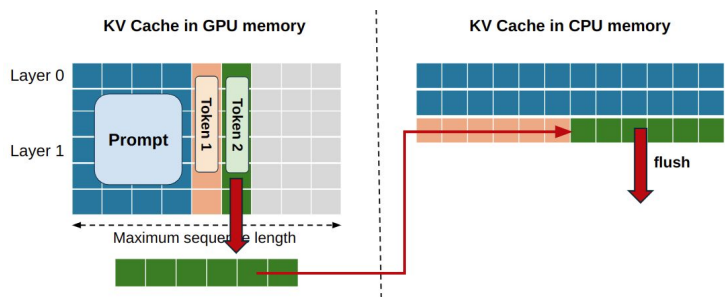 KV Cache in GPU memory
KV Cache in CPU memory
Layer 0
Layer 1
Prompt
Token 1
Token 2
Maximum sequence length
flush